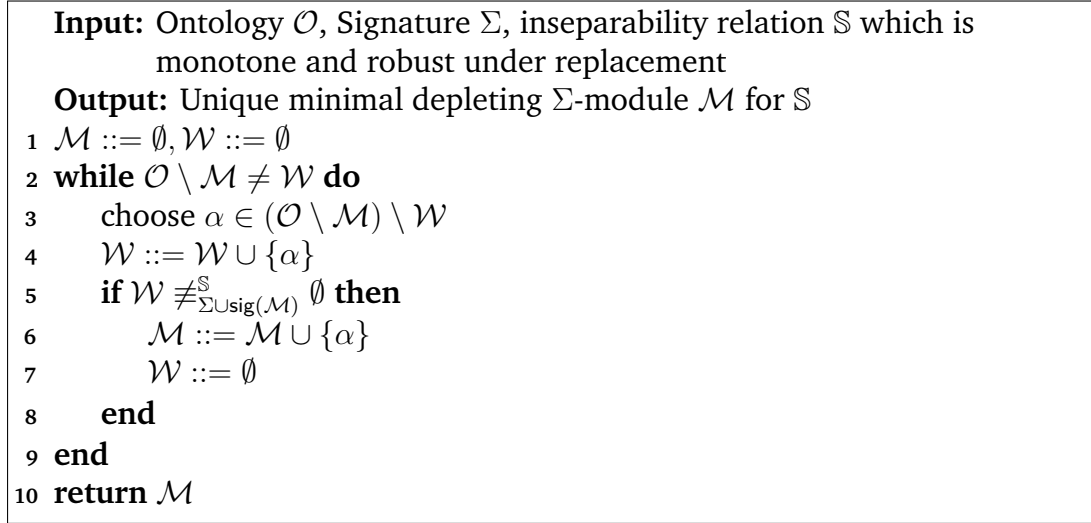 Input: Ontology 𝒪, Signature Σ, inseparability relation 𝕊 which is
monotone and robust under replacement
Output: Unique minimal depleting Σ-module ℳ for 𝕊
1 ℳ ::= ∅, 𝒲 ::= ∅
2 while 𝒪 \ ℳ ≠ 𝒲 do
3 choose α ∈ (𝒪 \ ℳ) \ 𝒲
4 𝒲 ::= 𝒲 ∪ {α}
5 if 𝒲 ≢^𝕊_{Σ∪sig(ℳ)} ∅ then
6 ℳ ::= ℳ ∪ {α}
7 𝒲 ::= ∅
8 end
9 end
10 return ℳ